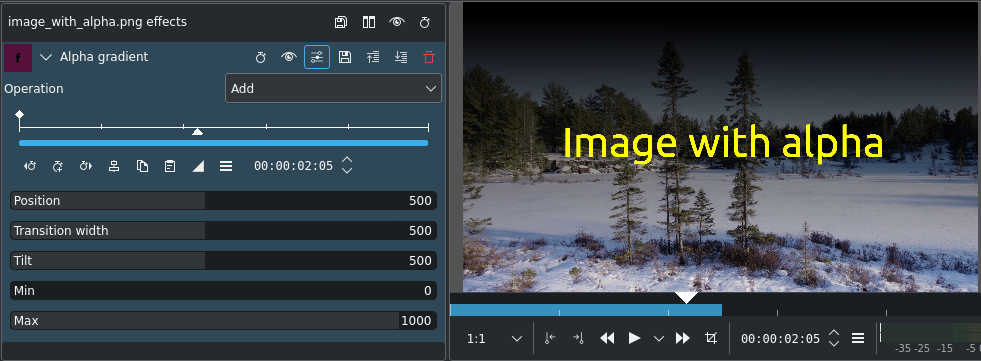 image_with_alpha.png effects
f
Alpha gradient
Operation
Add
00:00:02:05
Position 500
Transition width 500
Tilt 500
Min 0
Max 1000
Image with alpha
1:1
00:00:02:05
-35 -25 -15 -5 0